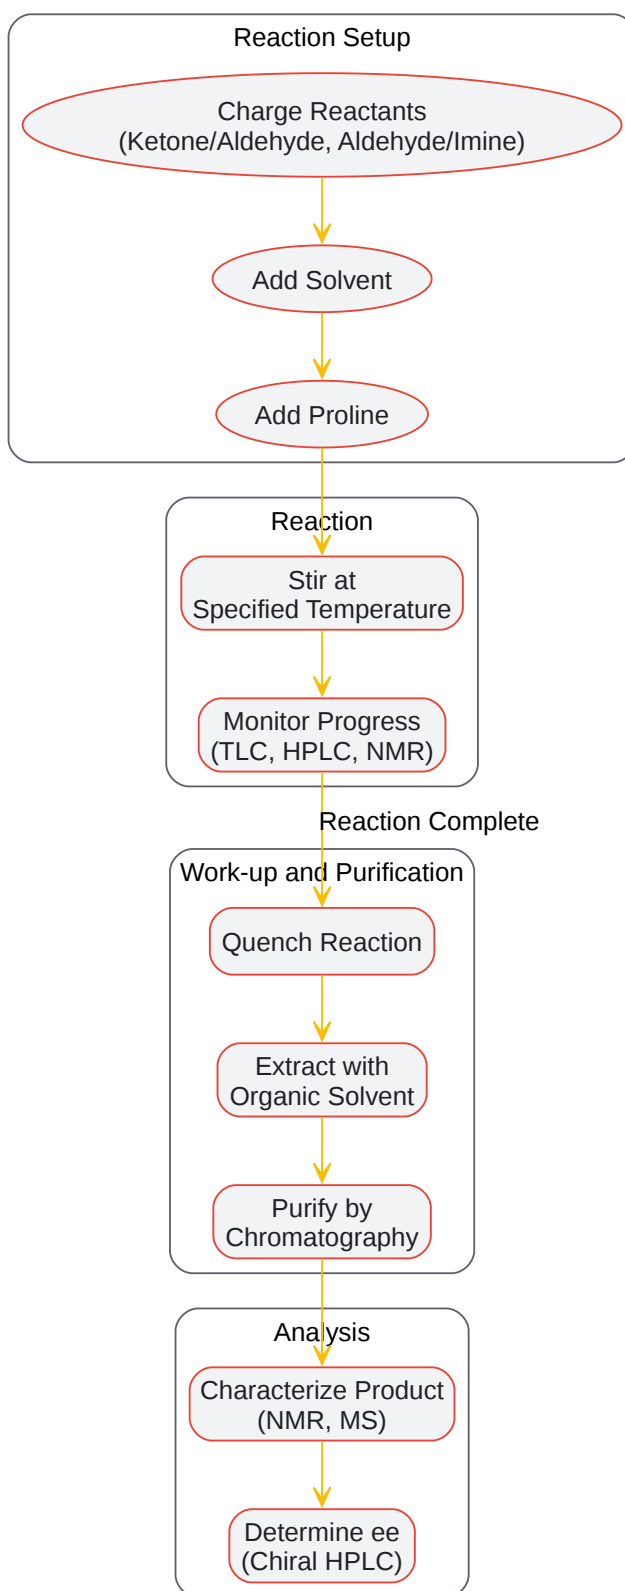 Reaction Setup
Charge Reactants
(Ketone/Aldehyde, Aldehyde/Imine)
Add Solvent
Add Proline
Reaction
Stir at
Specified Temperature
Monitor Progress
(TLC, HPLC, NMR)
Reaction Complete
Work-up and Purification
Quench Reaction
Extract with
Organic Solvent
Purify by
Chromatography
Analysis
Characterize Product
(NMR, MS)
Determine ee
(Chiral HPLC)